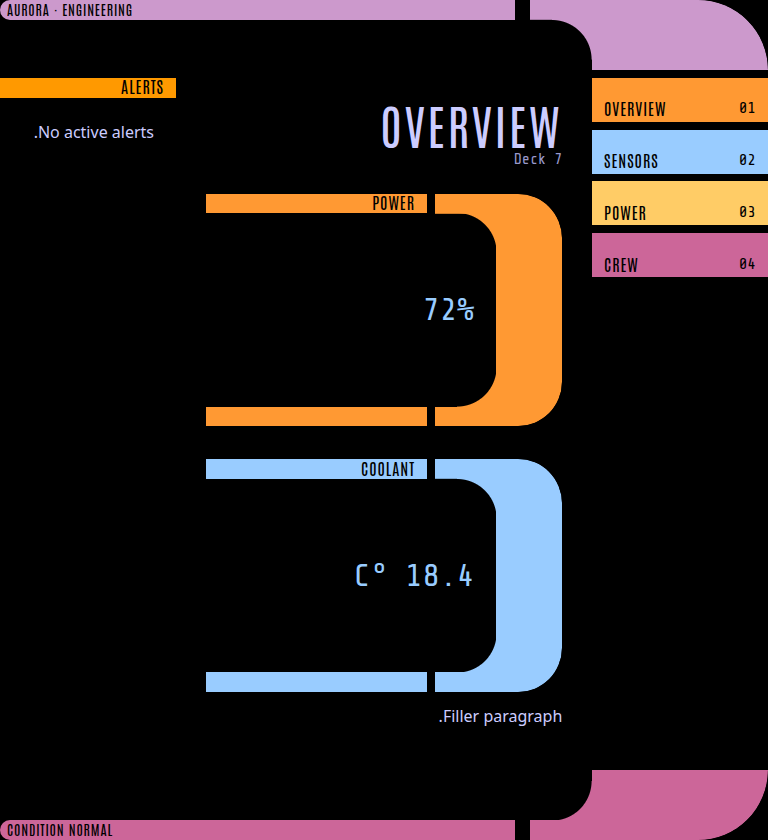 AURORA · ENGINEERING
OVERVIEW 01
SENSORS 02
POWER 03
CREW 04
OVERVIEW
Deck 7
POWER
72%
COOLANT
C° 18.4
.Filler paragraph
ALERTS
.No active alerts
CONDITION NORMAL